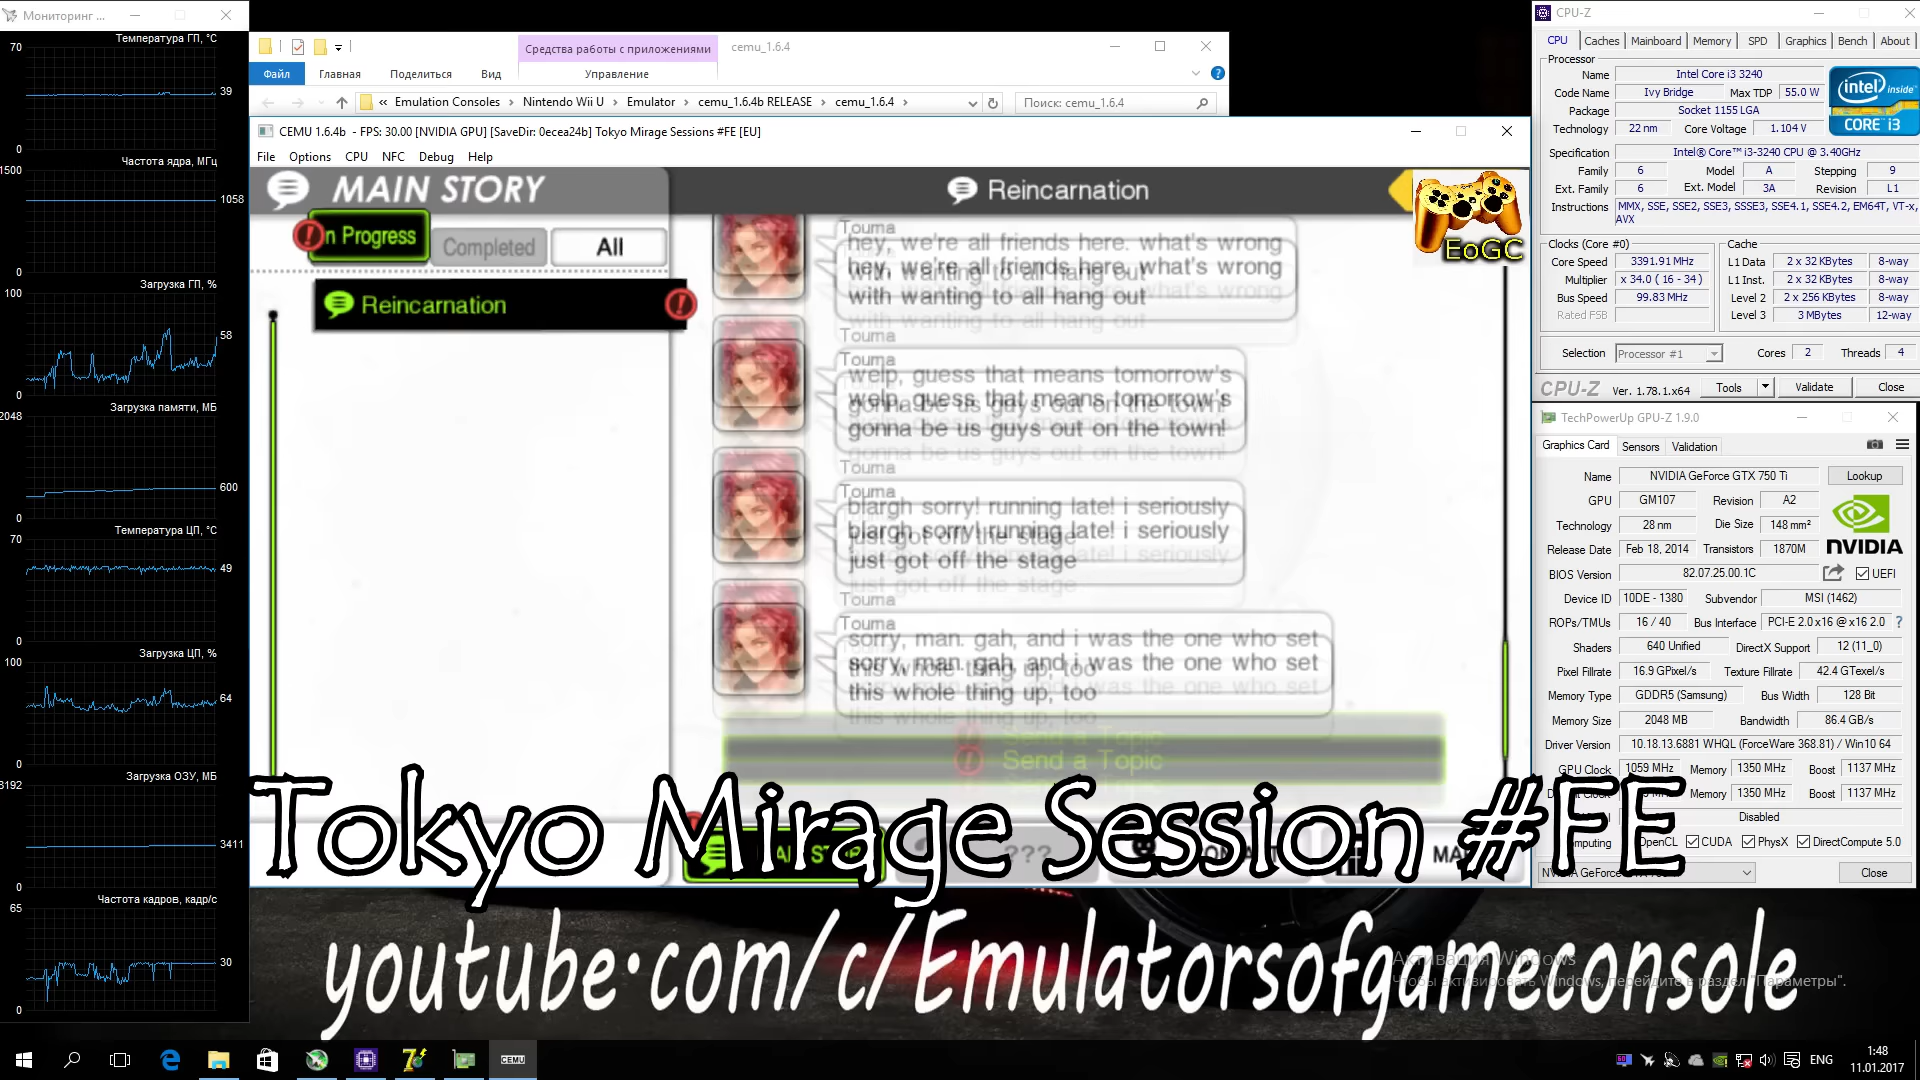 Мониторинг ...
Температура ГП, °C
70
39
0
Частота ядра, МГц
1500
1058
0
Загрузка ГП, %
100
58
0
Загрузка памяти, МБ
2048
600
0
Температура ЦП, °C
70
49
0
Загрузка ЦП, %
100
64
0
Загрузка ОЗУ, МБ
8192
3411
0
Частота кадров, кадр/с
65
30
0
Средства работы с приложениями
cemu_1.6.4
Файл
Главная
Поделиться
Вид
Управление
« Emulation Consoles › Nintendo Wii U › Emulator › cemu_1.6.4b RELEASE › cemu_1.6.4 ›
Поиск: cemu_1.6.4
CEMU 1.6.4b - FPS: 30.00 [NVIDIA GPU] [SaveDir: 0ecea24b] Tokyo Mirage Sessions #FE [EU]
File Options CPU NFC Debug Help
MAIN STORY
In Progress
Completed
All
Reincarnation
Reincarnation
EoGC
Touma
hey, we're all friends here. what's wrong
with wanting to all hang out
Touma
welp, guess that means tomorrow's
gonna be us guys out on the town!
Touma
blargh sorry! running late! i seriously
just got off the stage
Touma
sorry, man. gah, and i was the one who set
this whole thing up, too
Send a Topic
???
Tokyo Mirage Session #FE
youtube.com/c/Emulatorsofgameconsole
Активация Windows
Чтобы активировать Windows, перейдите в раздел "Параметры".
CPU-Z
CPU Caches Mainboard Memory SPD Graphics Bench About
Processor
Name Intel Core i3 3240
Code Name Ivy Bridge Max TDP 55.0 W
Package Socket 1155 LGA
Technology 22 nm Core Voltage 1.104 V
intel inside™
CORE i3
Specification Intel® Core™ i3-3240 CPU @ 3.40GHz
Family 6 Model A Stepping 9
Ext. Family 6 Ext. Model 3A Revision L1
Instructions MMX, SSE, SSE2, SSE3, SSSE3, SSE4.1, SSE4.2, EM64T, VT-x,
AVX
Clocks (Core #0)
Core Speed 3391.91 MHz
Multiplier x 34.0 ( 16 - 34 )
Bus Speed 99.83 MHz
Rated FSB
Cache
L1 Data 2 x 32 KBytes 8-way
L1 Inst. 2 x 32 KBytes 8-way
Level 2 2 x 256 KBytes 8-way
Level 3 3 MBytes 12-way
Selection Processor #1 Cores 2 Threads 4
CPU-Z Ver. 1.78.1.x64 Tools Validate Close
TechPowerUp GPU-Z 1.9.0
Graphics Card Sensors Validation
Name NVIDIA GeForce GTX 750 Ti Lookup
GPU GM107 Revision A2
Technology 28 nm Die Size 148 mm²
Release Date Feb 18, 2014 Transistors 1870M
NVIDIA
BIOS Version 82.07.25.00.1C UEFI
Device ID 10DE - 1380 Subvendor MSI (1462)
ROPs/TMUs 16 / 40 Bus Interface PCI-E 2.0 x16 @ x16 2.0 ?
Shaders 640 Unified DirectX Support 12 (11_0)
Pixel Fillrate 16.9 GPixel/s Texture Fillrate 42.4 GTexel/s
Memory Type GDDR5 (Samsung) Bus Width 128 Bit
Memory Size 2048 MB Bandwidth 86.4 GB/s
Driver Version 10.18.13.6881 WHQL (ForceWare 368.81) / Win10 64
GPU Clock 1059 MHz Memory 1350 MHz Boost 1137 MHz
Memory 1350 MHz Boost 1137 MHz
Disabled
OpenCL CUDA PhysX DirectCompute 5.0
Close
CEMU
ENG
1:48
11.01.2017